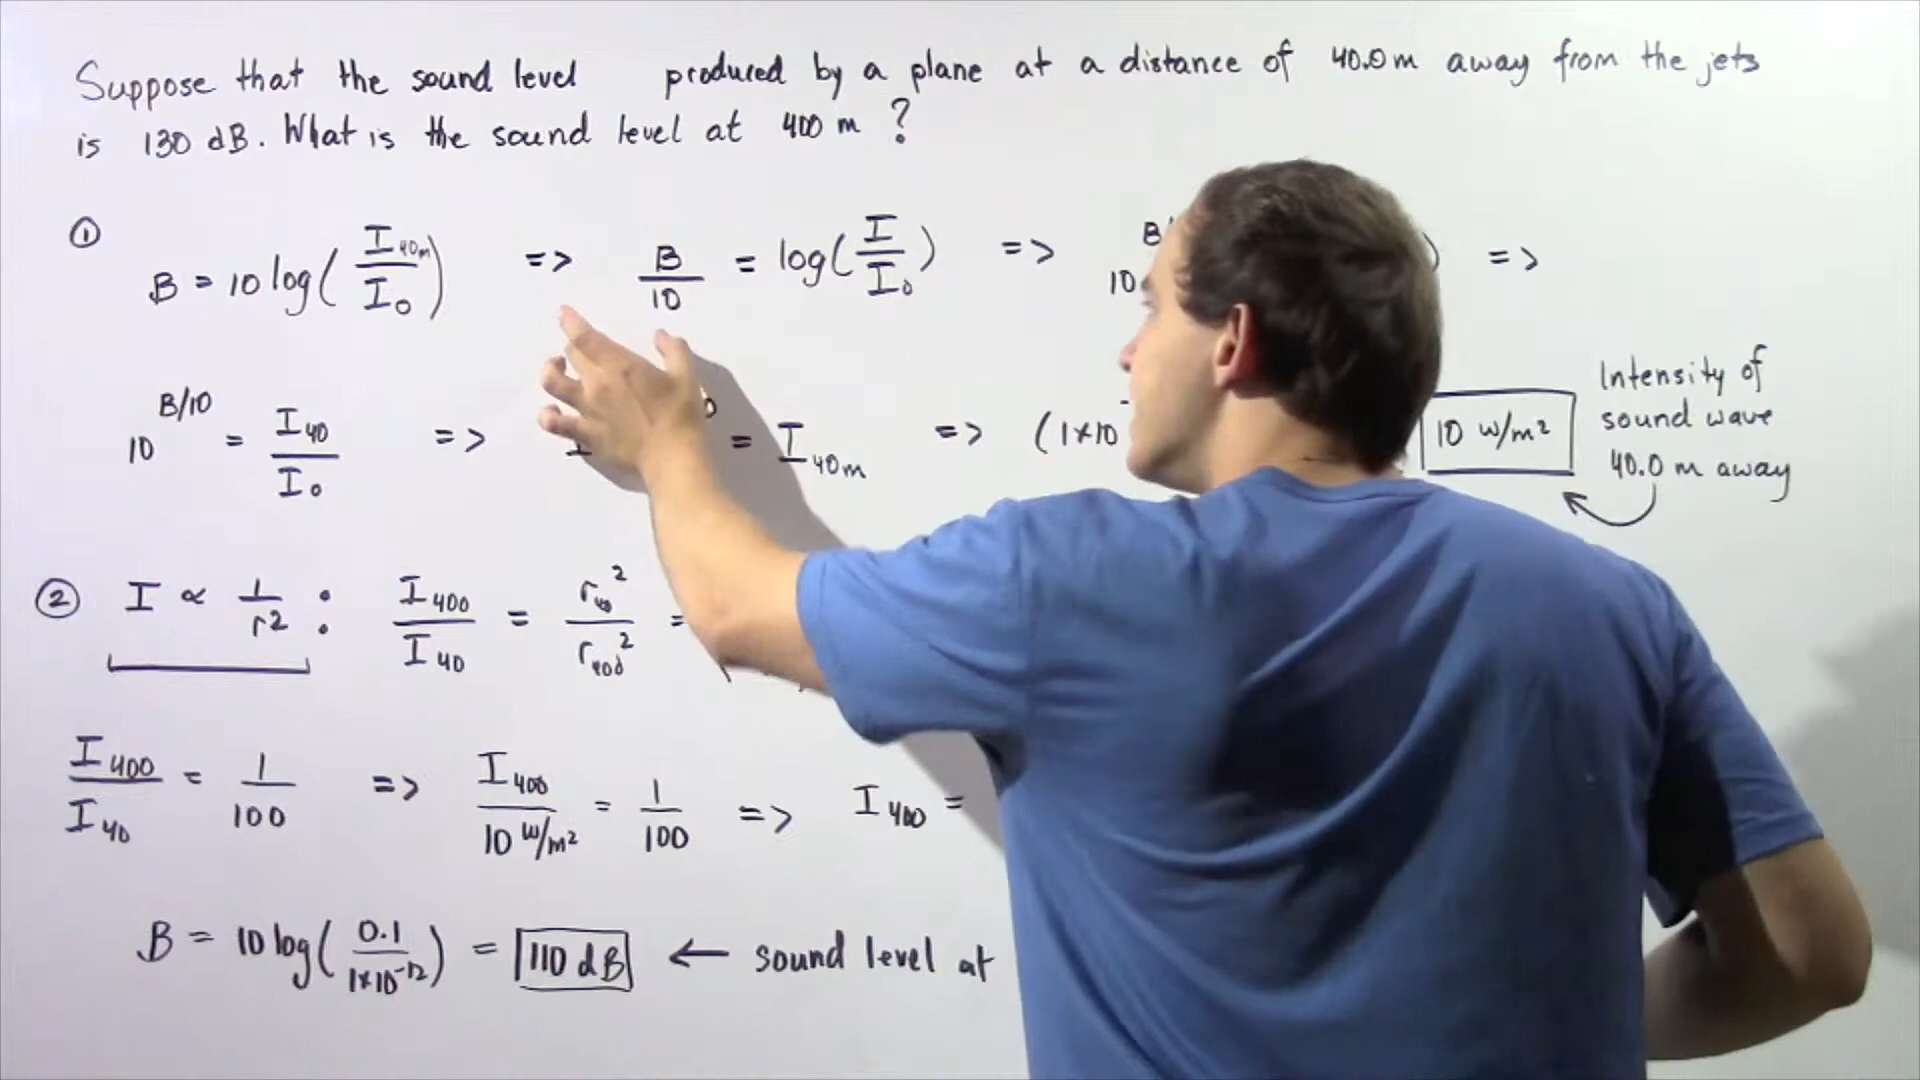 Suppose that the sound level produced by a plane at a distance of 40.0 m away from the jets
is 130 dB. What is the sound level at 400 m ?
① B = 10 log( I40m / I0 ) => B / 10 = log( I / I0 ) => 10 ) =>
10^B/10 = I40 / I0 => = I40m => (1×10 10 W/m² Intensity of
sound wave
40.0 m away
② I ∝ 1 / r² : I400 / I40 = r40² / r400² =
I400 / I40 = 1 / 100 => I400 / 10 W/m² = 1 / 100 => I400 =
B = 10 log( 0.1 / 1×10^-12 ) = 110 dB ← sound level at